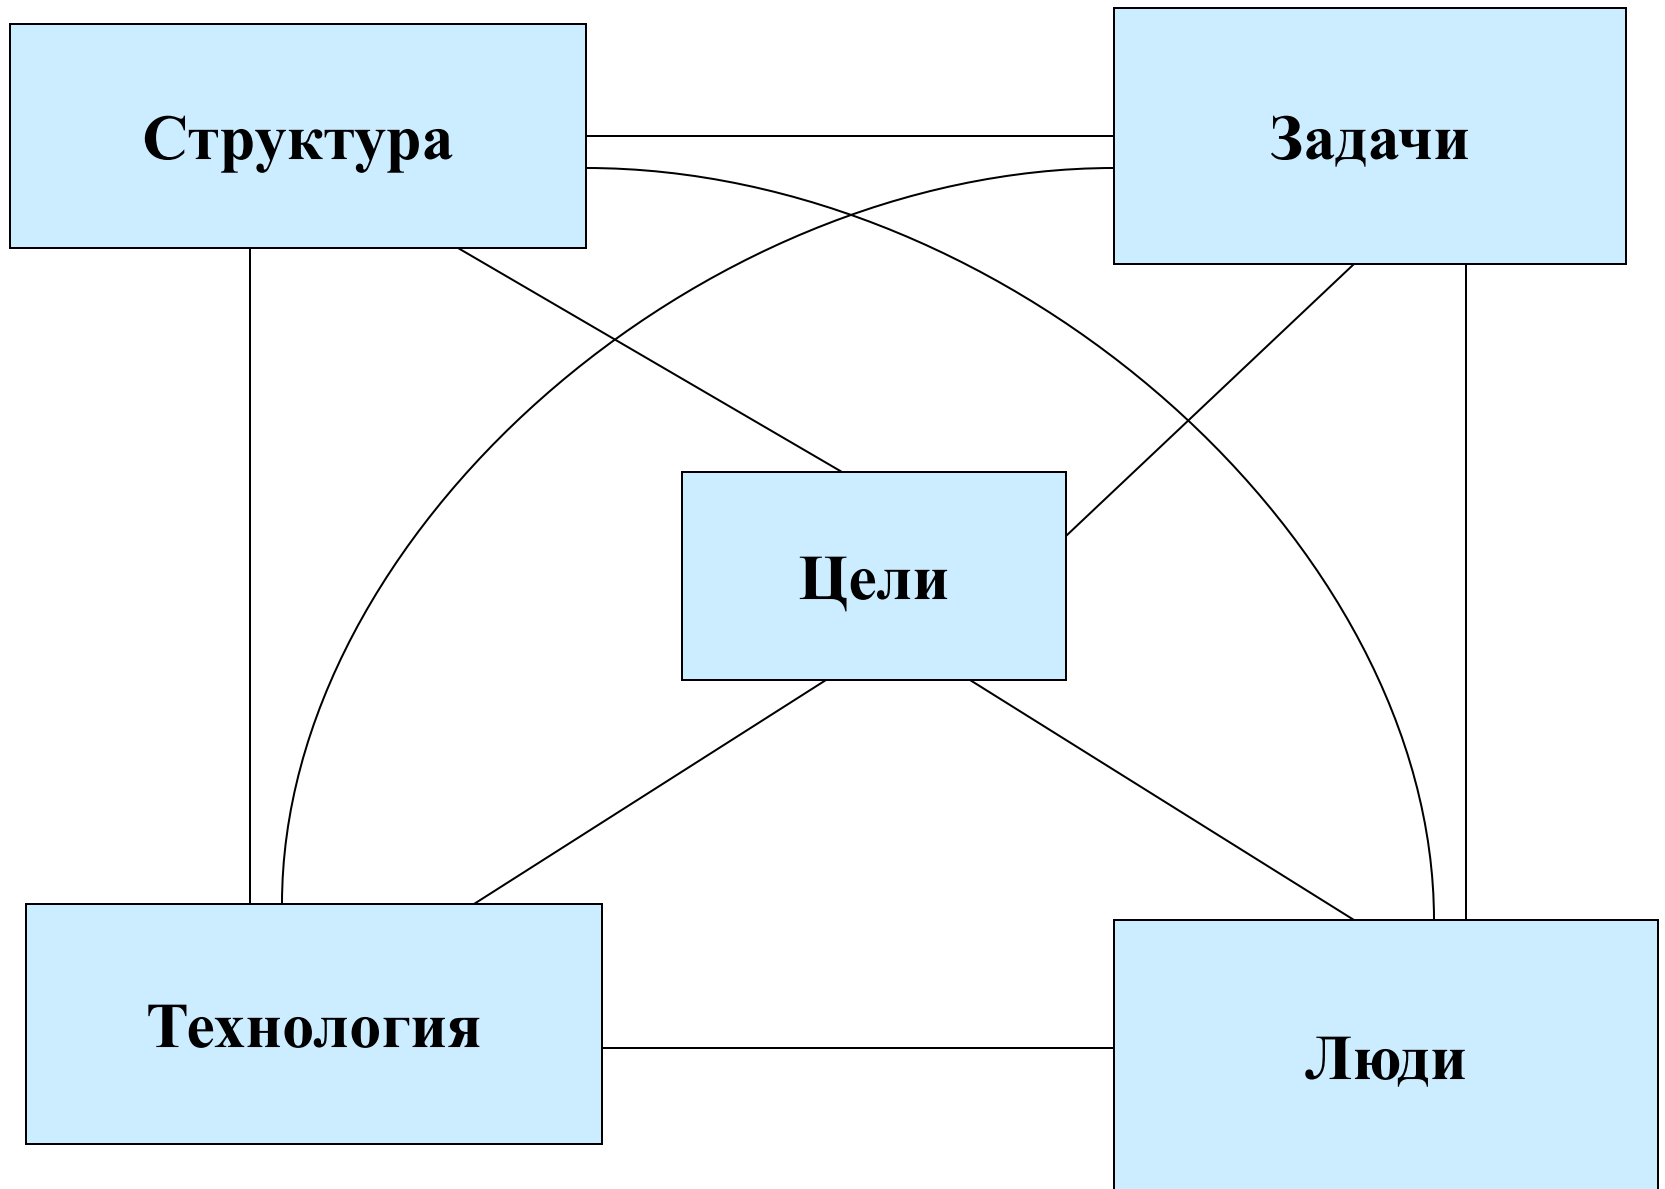 Структура
Задачи
Цели
Технология
Люди